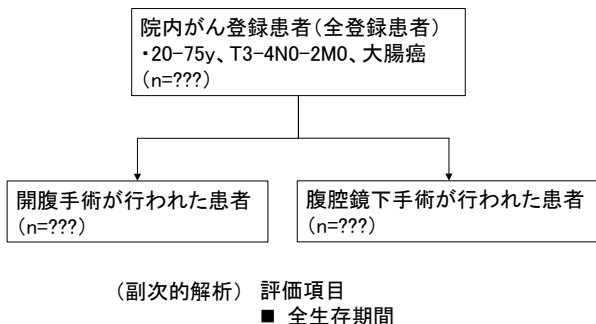 院内がん登録患者(全登録患者)
・20-75y、T3-4N0-2M0、大腸癌
(n=???)
開腹手術が行われた患者
(n=???)
腹腔鏡下手術が行われた患者
(n=???)
(副次的解析) 評価項目
■ 全生存期間